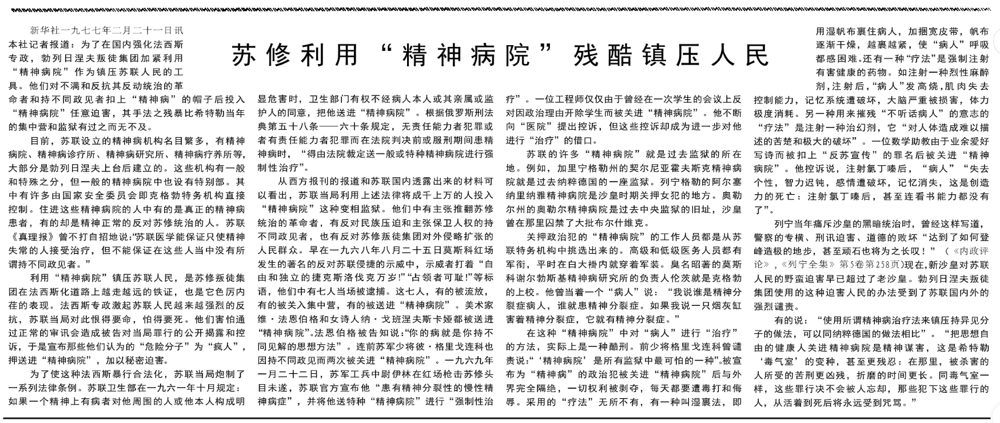 苏修利用“精神病院”残酷镇压人民
新华社一九七七年二月二十一日讯
本社记者报道：为了在国内强化法西斯
专政，勃列日涅夫叛徒集团加紧利用
“精神病院”作为镇压苏联人民的工
具。他们对不满和反抗其反动统治的革
命者和持不同政见者扣上“精神病”的帽子后投入
“精神病院”任意迫害，其手法之残暴比希特勒当年
的集中营和监狱有过之而无不及。
目前，苏联设立的精神病机构名目繁多，有精神
病院、精神病诊疗所、精神病研究所、精神病疗养所等，
大部分是勃列日涅夫上台后建立的。这些机构有一般
和特殊之分，但一般的精神病院中也设有特别部。其
中有许多由国家安全委员会即克格勃特务机构直接
控制。住进这些精神病院的人中有的是真正的精神病
患者，有的却是精神正常的反对苏修统治的人。苏联
《真理报》曾不打自招地说：“苏联医学能保证只使精神
失常的人接受治疗，但不能保证在这些人当中没有所
谓持不同政见者。”
利用“精神病院”镇压苏联人民，是苏修叛徒集
团在法西斯化道路上越走越远的铁证，也是它色厉内
荏的表现。法西斯专政激起苏联人民越来越强烈的反
抗，苏联当局对此恨得要命，怕得要死。他们害怕通
过正常的审讯会造成被告对当局罪行的公开揭露和控
诉，于是宣布那些他们认为的“危险分子”为“疯人”，
押送进“精神病院”，加以秘密迫害。
为了使这种法西斯暴行合法化，苏联当局炮制了
一系列法律条例。苏联卫生部在一九六一年十月规定：
如果一个精神上有病者对他周围的人或他本人构成明
显危害时，卫生部门有权不经病人本人或其亲属或监
护人的同意，把他送进“精神病院”。根据俄罗斯刑法
典第五十八条——六十条规定，无责任能力者犯罪或
者有责任能力者犯罪而在法院判决前或服刑期间患精
神病时，“得由法院裁定送一般或特种精神病院进行强
制性治疗”。
从西方报刊的报道和苏联国内透露出来的材料可
以看出，苏联当局利用上述法律将成千上万的人投入
“精神病院”这种变相监狱。他们中有主张推翻苏修
统治的革命者，有反对民族压迫和主张保卫人权的持
不同政见者，也有反对苏修叛徒集团对外侵略扩张的
人民群众。早在一九六八年八月二十五日莫斯科红场
发生的著名的反对苏联侵捷的示威中，示威者打着“自
由和独立的捷克斯洛伐克万岁！”“占领者可耻！”等标
语，他们中有七人当场被逮捕。这七人，有的被流放，
有的被关入集中营，有的被送进“精神病院”。美术家
维·法恩伯格和女诗人纳·戈班涅夫斯卡娅都被送进
“精神病院”。法恩伯格被告知说：“你的病就是你持不
同见解的思想方法”。连前苏军少将彼·格里戈连科也
因持不同政见而两次被关进“精神病院”。一九六九年
一月二十二日，苏军工兵中尉伊林在红场枪击苏修头
目未遂，苏联官方宣布他“患有精神分裂性的慢性精
神病症”，并将他送特种“精神病院”进行“强制性治
疗”。一位工程师仅仅由于曾经在一次学生的会议上反
对因政治理由开除学生而被关进“精神病院”。他不断
向“医院”提出控诉，但这些控诉却成为进一步对他
进行“治疗”的借口。
苏联的许多“精神病院”就是过去监狱的所在
地。例如，加里宁格勒州的契尔尼亚霍夫斯克精神病
院就是过去纳粹德国的一座监狱。列宁格勒的阿尔塞
纳里纳雅精神病院是沙皇时期关押女犯的地方。奥勒
尔州的奥勒尔精神病院是过去中央监狱的旧址，沙皇
曾在那里囚禁了大批布尔什维克。
关押政治犯的“精神病院”的工作人员都是从苏
联特务机构中挑选出来的。高级和低级医务人员都有
军衔，平时在白大褂内就穿着军装。臭名昭著的莫斯
科谢尔勃斯基精神病研究所的负责人伦茨就是克格勃
的上校。他曾当着一个“病人”说：“我说谁是精神分
裂症病人，谁就患精神分裂症。如果我说一只烟灰缸
害着精神分裂症，它就有精神分裂症。”
在这种“精神病院”中对“病人”进行“治疗”
的方法，实际上是一种酷刑。前少将格里戈连科曾谴
责说：“‘精神病院’是所有监狱中最可怕的一种”。被宣
布为“精神病”的政治犯被关进“精神病院”后与外
界完全隔绝，一切权利被剥夺，每天都要遭毒打和侮
辱。采用的“疗法”无所不有，有一种叫湿裹法，即
用湿帆布裹住病人，加捆宽皮带，帆布
逐渐干燥，越裹越紧，使“病人”呼吸
都感困难。还有一种“疗法”是强制注射
有害健康的药物。如注射一种烈性麻醉
剂，注射后，“病人”发高烧，肌肉失去
控制能力，记忆系统遭破坏，大脑严重被损害，体力
极度消耗。另一种用来摧残“不听话病人”的意志的
“疗法”是注射一种治幻剂，它“对人体造成难以描
述的苦楚和极大的破坏”。一位数学助教由于业余爱好
写诗而被扣上“反苏宣传”的罪名后被关进“精神
病院”。他控诉说，注射氯丁嗪后，“病人”“失去
个性，智力迟钝，感情遭破坏，记忆消失，这是创造
力的死亡：注射氯丁嗪后，甚至连看书能力都没有
了”。
列宁当年痛斥沙皇的黑暗统治时，曾经这样写道，
警察的专横、刑讯迫害、道德的败坏“达到了如何登
峰造极的地步，甚至顽石也将为之长叹！”（《内政评
论》，《列宁全集》第5卷第258页)现在，新沙皇对苏联
人民的野蛮迫害早已超过了老沙皇。勃列日涅夫叛徒
集团使用的这种迫害人民的办法受到了苏联国内外的
强烈谴责。
有的说：“使用所谓精神病治疗法来镇压持异见分
子的做法，可以同纳粹德国的做法相比”。“把思想自
由的健康人关进精神病院是精神谋害，这是希特勒
‘毒气室’的变种，甚至更残忍：在那里，被杀害的
人所受的苦刑更凶残，折磨的时间更长。同毒气室一
样，这些罪行决不会被人忘却，那些犯下这些罪行的
人，从活着到死后将永远受到咒骂。”